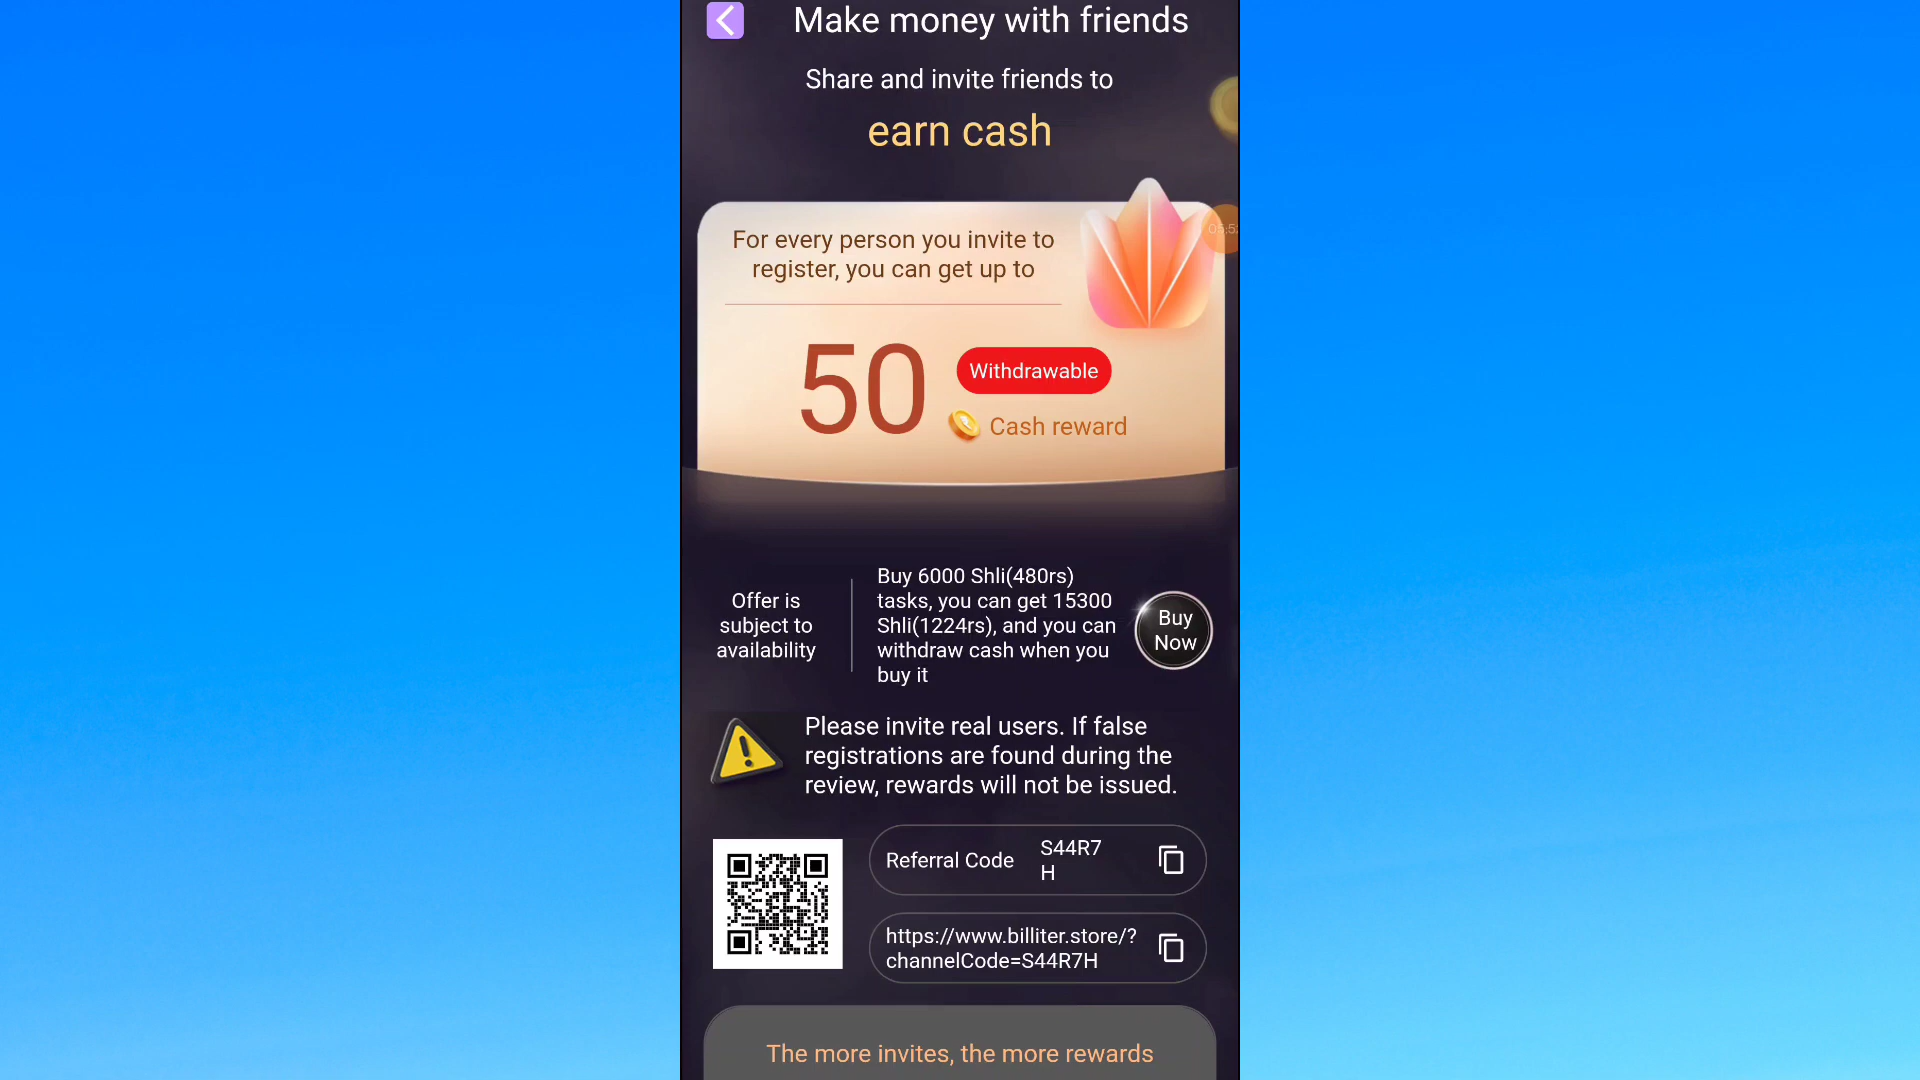 Make money with friends
Share and invite friends to
earn cash
For every person you invite to
register, you can get up to
50
Withdrawable
Cash reward
Offer is
subject to
availability
Buy 6000 Shli(480rs)
tasks, you can get 15300
Shli(1224rs), and you can
withdraw cash when you
buy it
Buy
Now
Please invite real users. If false
registrations are found during the
review, rewards will not be issued.
Referral Code
S44R7
H
https://www.billiter.store/?
channelCode=S44R7H
The more invites, the more rewards